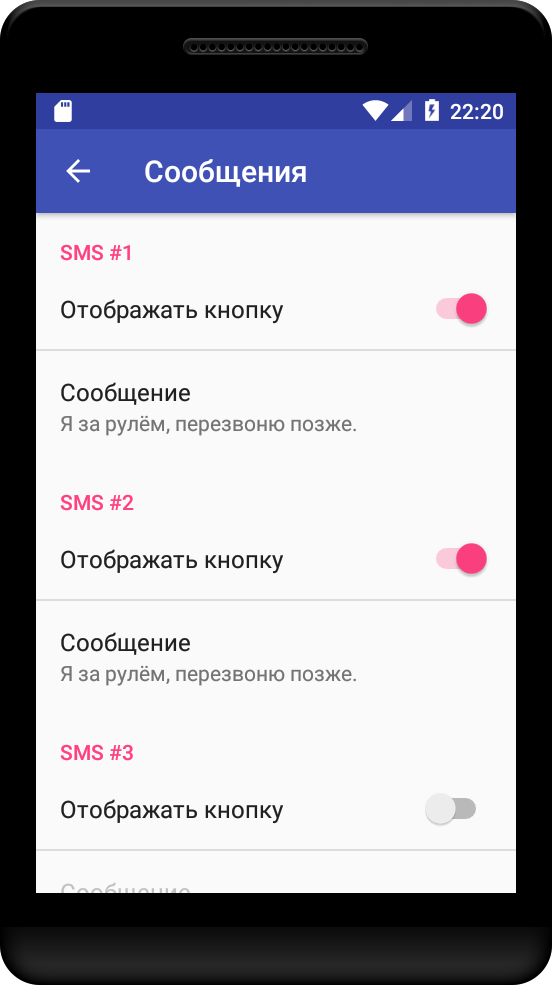 22:20
Сообщения
SMS #1
Отображать кнопку
Сообщение
Я за рулём, перезвоню позже.
SMS #2
Отображать кнопку
Сообщение
Я за рулём, перезвоню позже.
SMS #3
Отображать кнопку
Сообщение